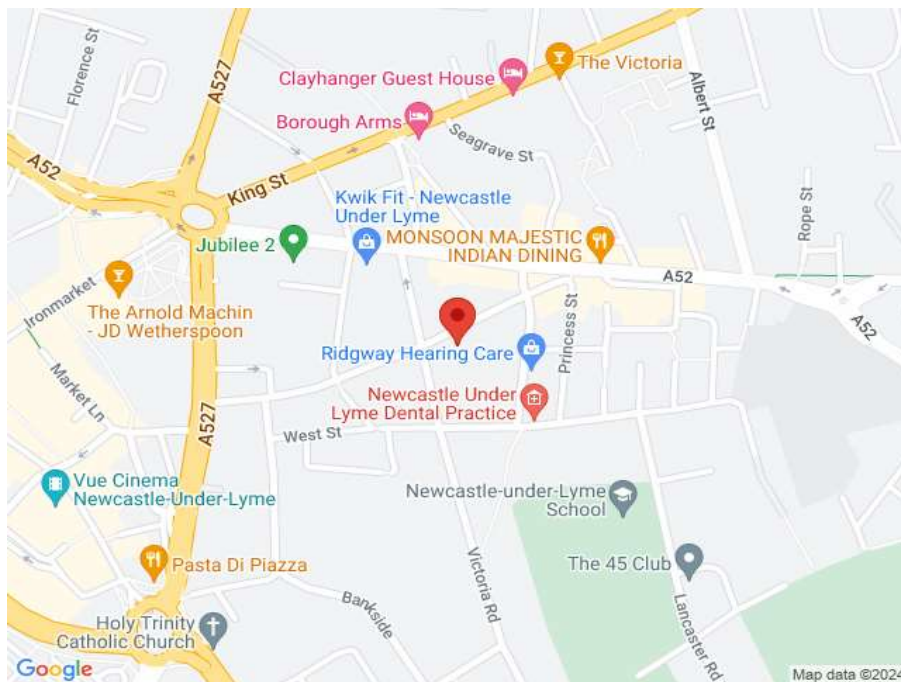 Florence St
A527
Clayhanger Guest House
The Victoria
Albert St
Borough Arms
Seagrave St
A52
King St
Kwik Fit - Newcastle
Under Lyme
Rope St
Jubilee 2
MONSOON MAJESTIC
INDIAN DINING
A52
Ironmarket
The Arnold Machin
- JD Wetherspoon
A52
Princess St
Ridgway Hearing Care
Market Ln
Newcastle Under
Lyme Dental Practice
A527
West St
Vue Cinema
Newcastle-Under-Lyme
Newcastle-under-Lyme
School
Pasta Di Piazza
Victoria Rd
The 45 Club
Bankside
Lancaster Rd
Holy Trinity
Catholic Church
Google
Map data ©2024